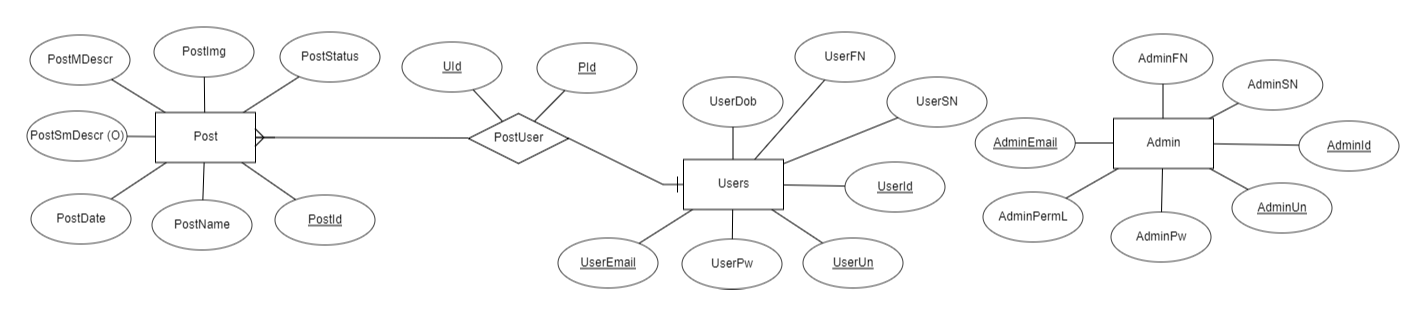 PostMDescr
PostImg
PostStatus
PostSmDescr (O)
Post
PostDate
PostName
PostId
UId
PId
PostUser
UserDob
UserFN
UserSN
Users
UserId
UserEmail
UserPw
UserUn
AdminFN
AdminSN
AdminEmail
Admin
AdminId
AdminPermL
AdminPw
AdminUn